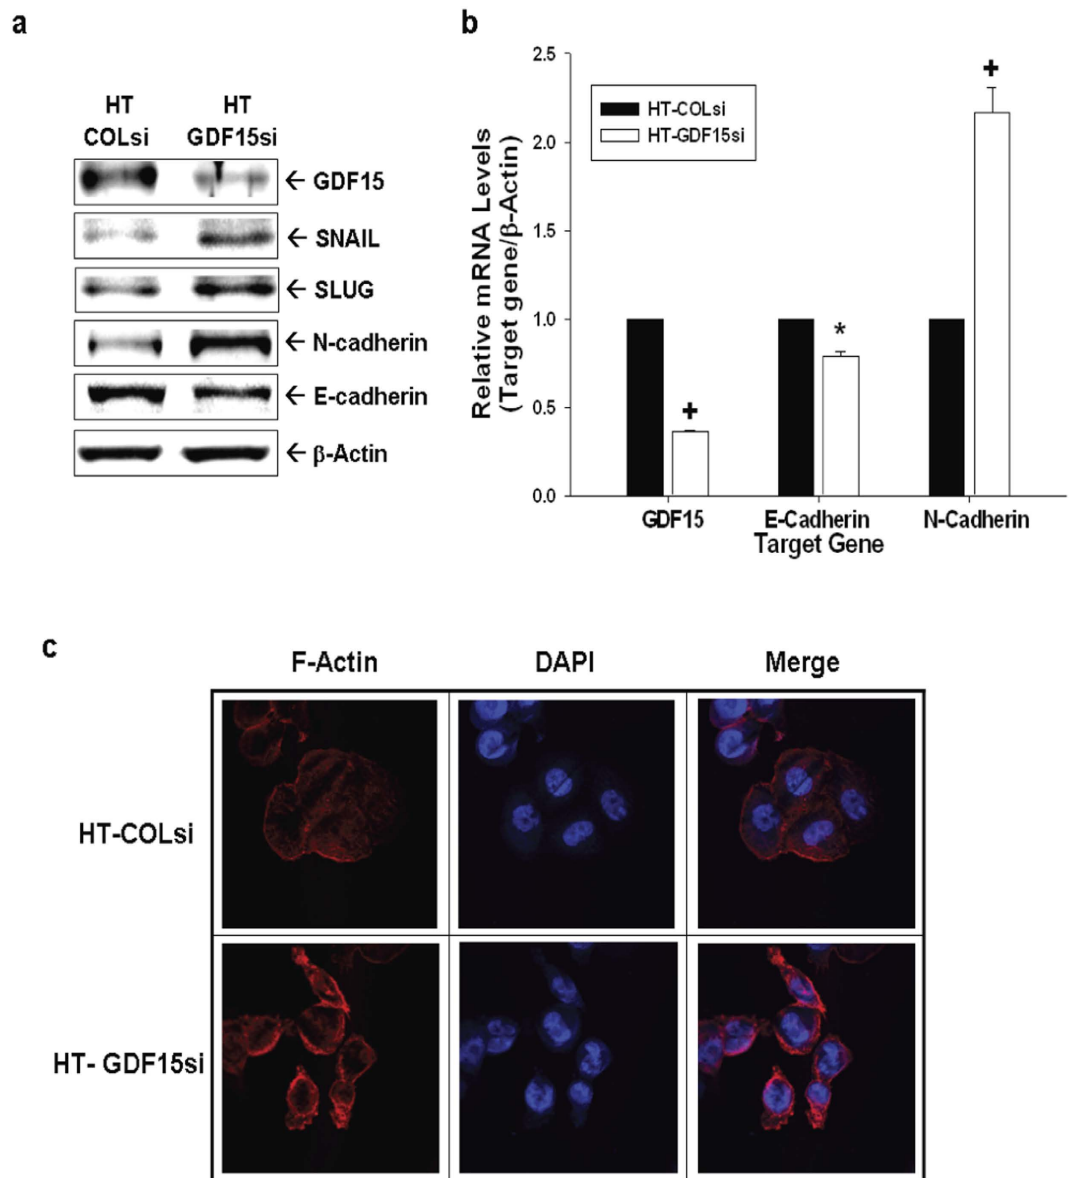 a
HT
COLsi
HT
GDF15si
← GDF15
← SNAIL
← SLUG
← N-cadherin
← E-cadherin
← β-Actin
b
Relative mRNA Levels
(Target gene/β-Actin)
2.5
2.0
1.5
1.0
0.5
0.0
HT-COLsi
HT-GDF15si
+
*
+
GDF15
E-Cadherin
N-Cadherin
Target Gene
c
F-Actin
DAPI
Merge
HT-COLsi
HT- GDF15si